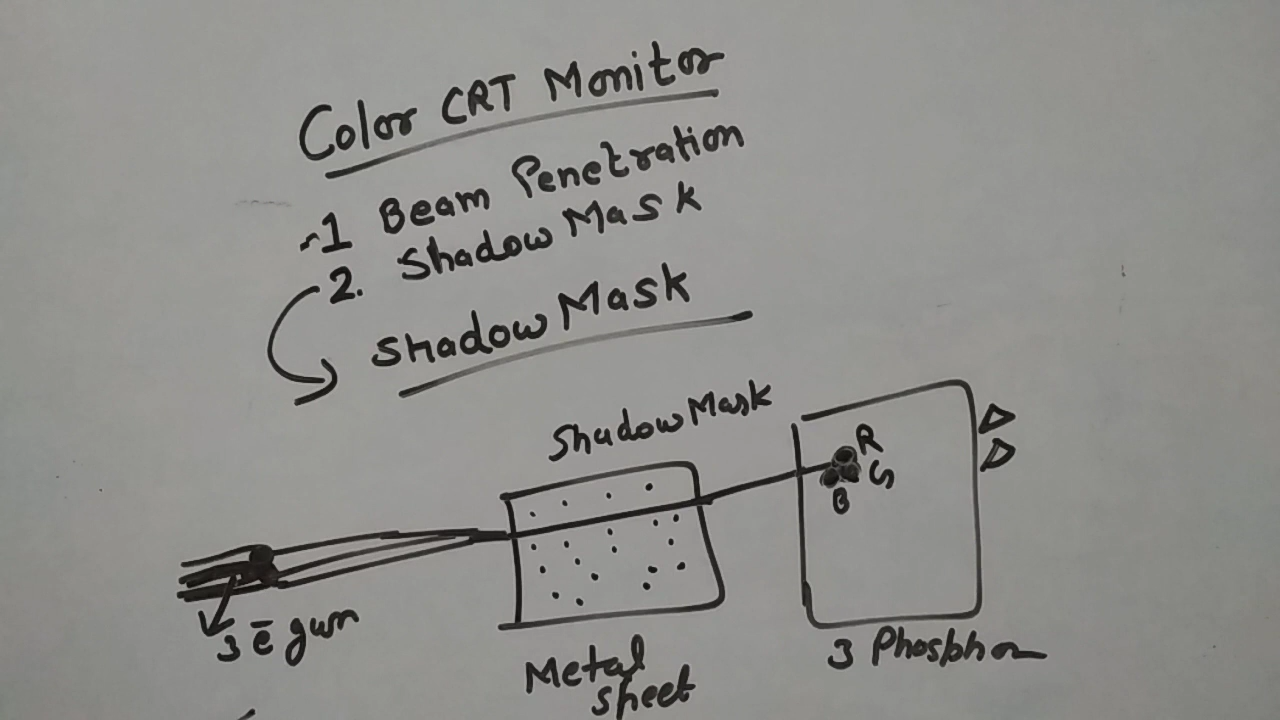 Color CRT Monitor
1 Beam Penetration
2. Shadow Mask
Shadow Mask
Shadow Mask
R
G
B
3 ē gun
Metal
sheet
3 Phosphor